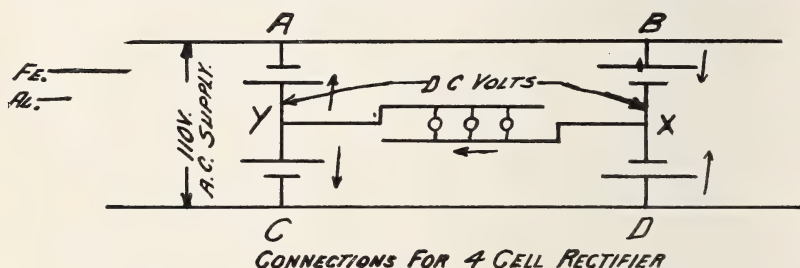 A
B
FE.
AL.
110V.
A.C. SUPPLY.
D C VOLTS
Y
X
C
D
CONNECTIONS FOR 4 CELL RECTIFIER